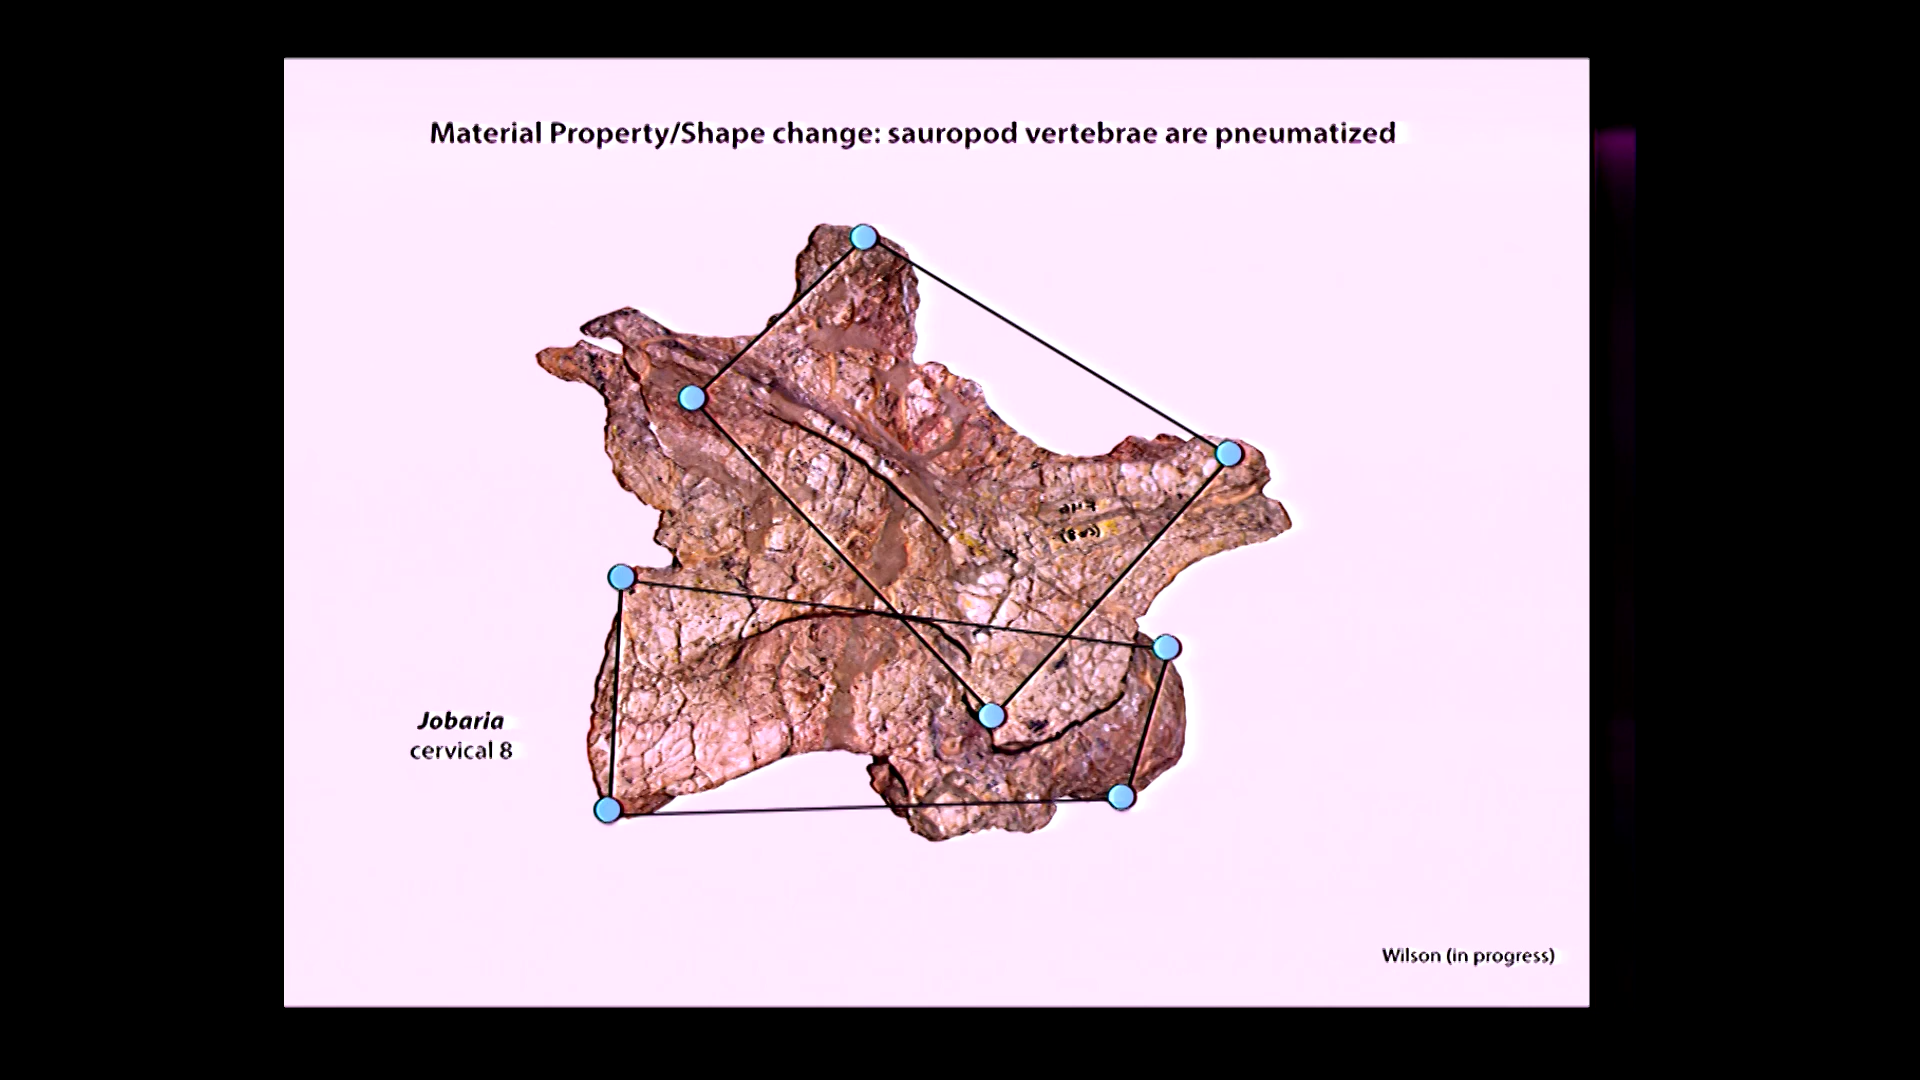 Material Property/Shape change: sauropod vertebrae are pneumatized
Jobaria
cervical 8
Wilson (in progress)